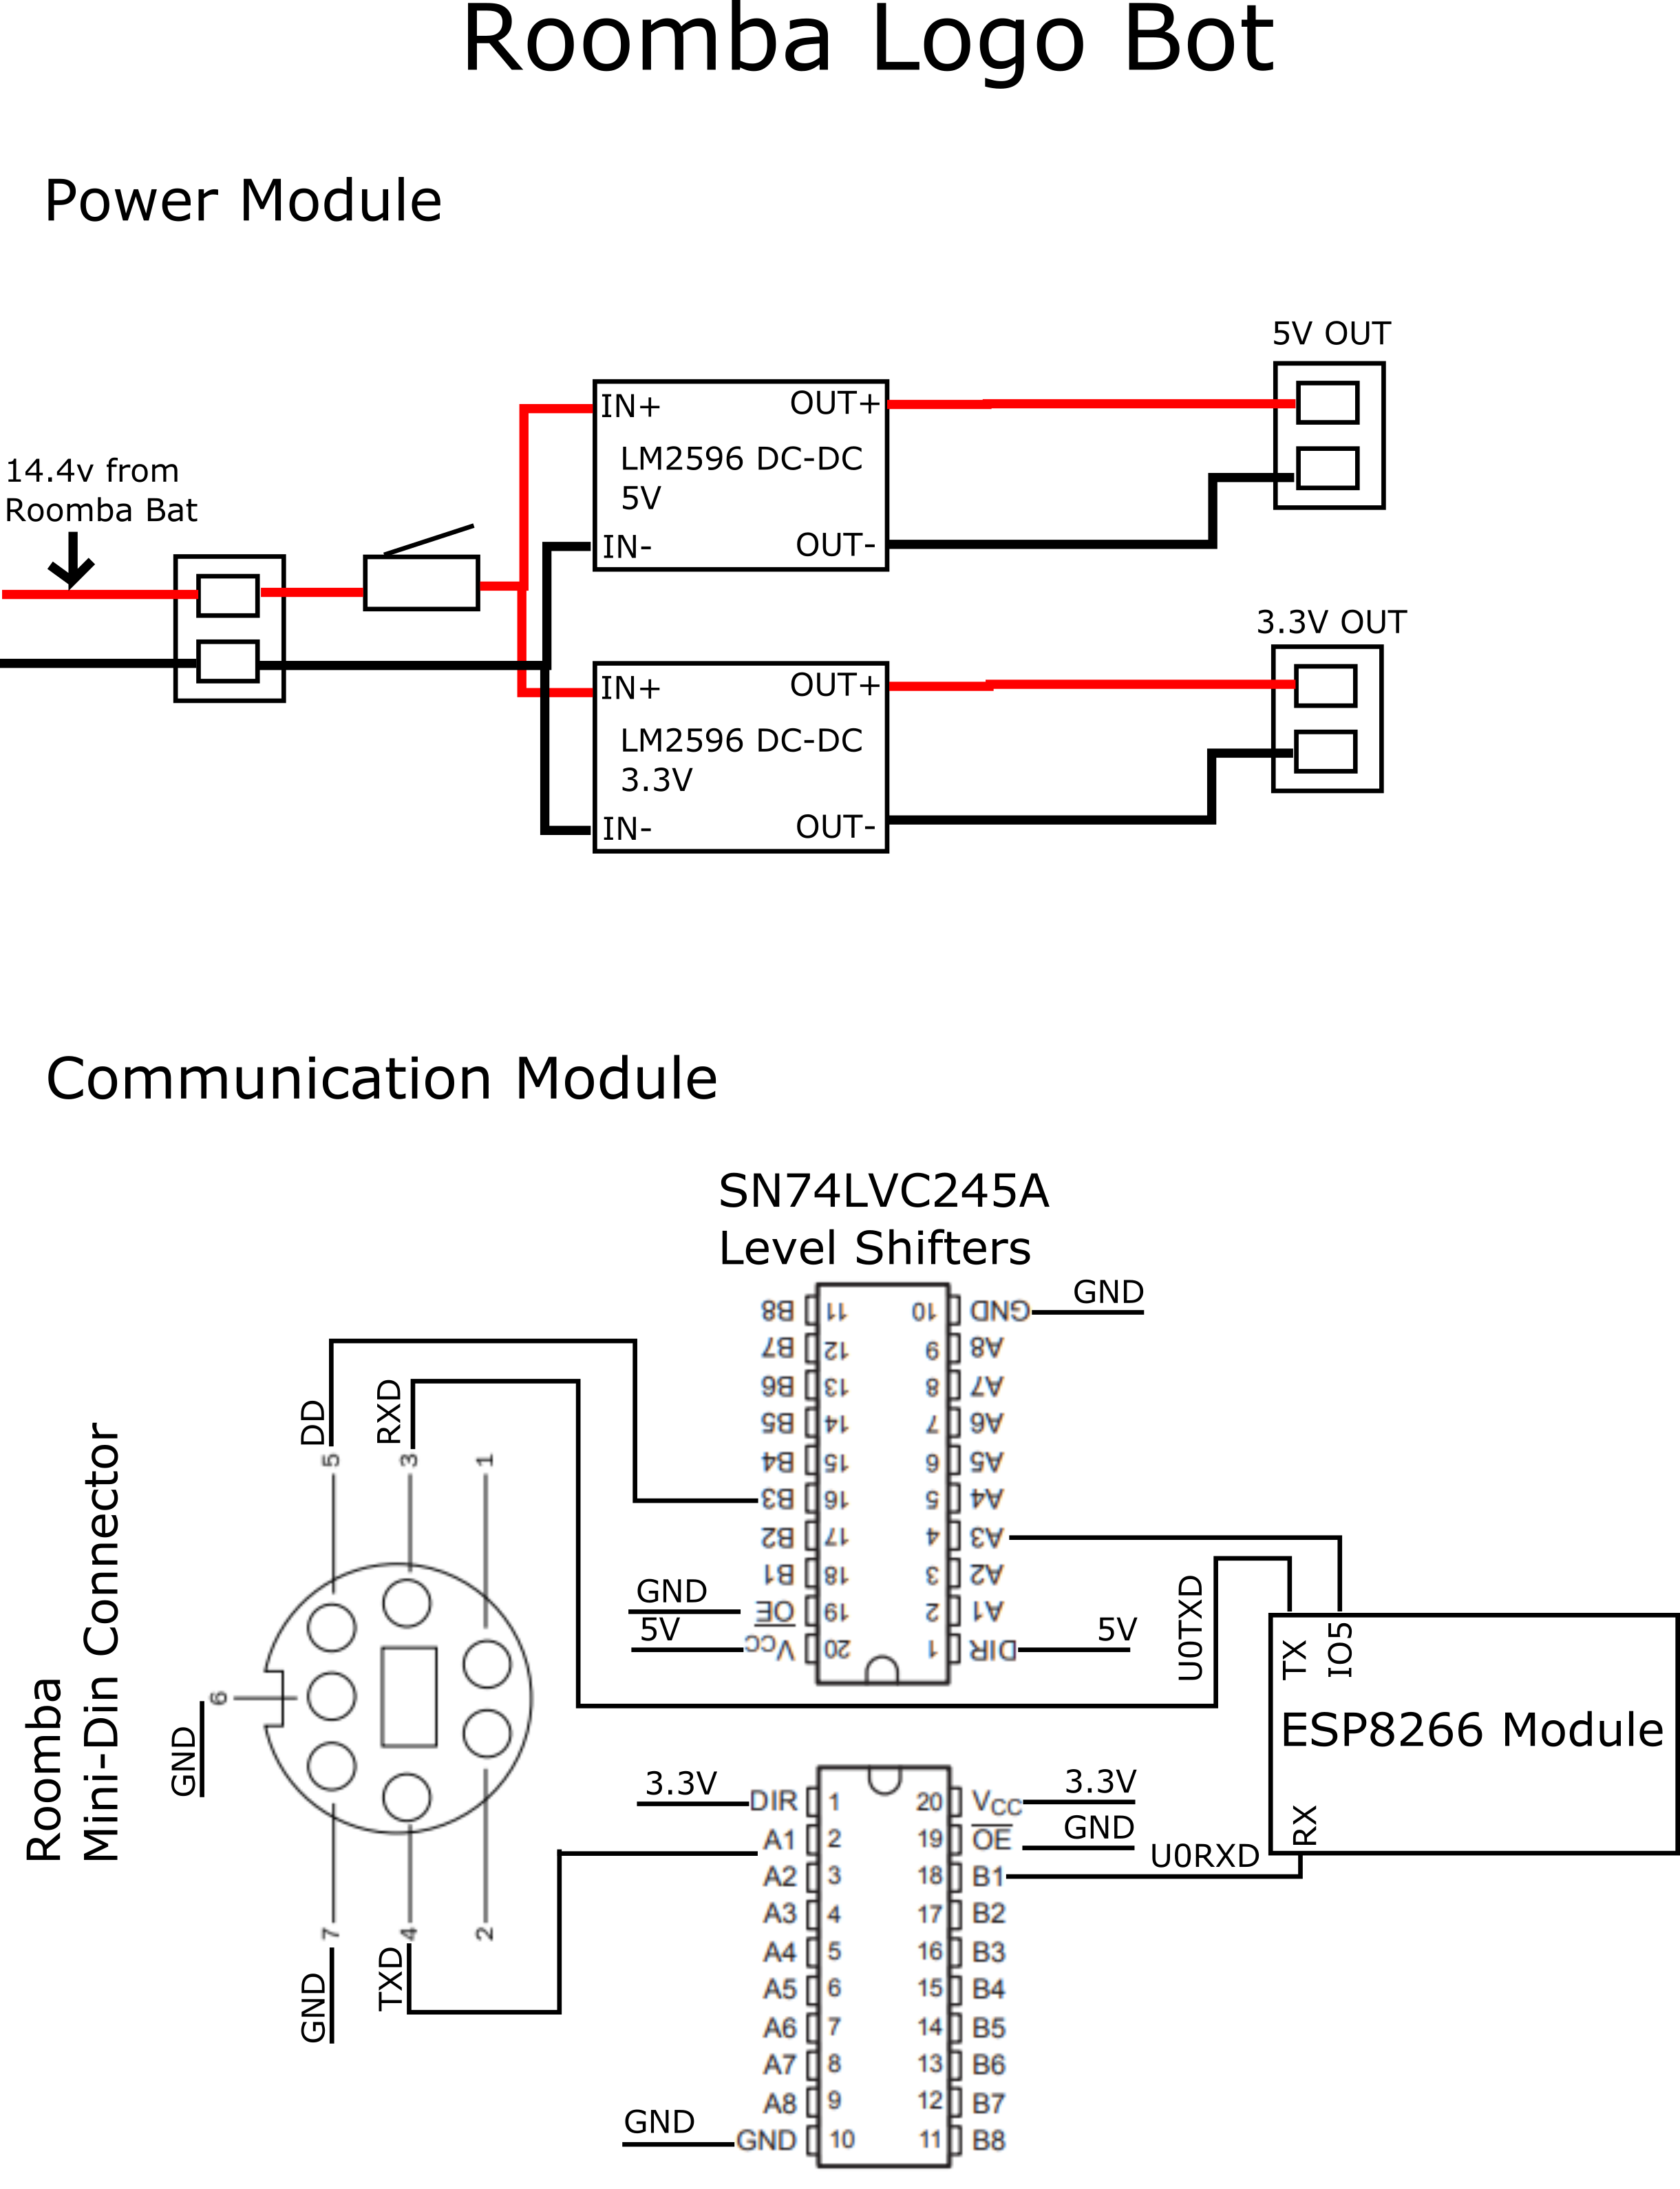 Roomba Logo Bot
Power Module
14.4v from
Roomba Bat
IN+
OUT+
LM2596 DC-DC
5V
IN-
OUT-
5V OUT
IN+
OUT+
LM2596 DC-DC
3.3V
IN-
OUT-
3.3V OUT
Communication Module
SN74LVC245A
Level Shifters
B8 11 10 GND GND
B7 12 9 A8
B6 13 8 A7
B5 14 7 A6
B4 15 6 A5
B3 16 5 A4
B2 17 4 A3
B1 18 3 A2
GND OE 19 2 A1
5V VCC 20 1 DIR 5V
Roomba
Mini-Din Connector
DD
RXD
5
3
1
6
GND
7
4
2
GND
TXD
U0TXD
TX
IO5
ESP8266 Module
RX
U0RXD
3.3V DIR 1 20 VCC 3.3V
A1 2 19 OE GND
A2 3 18 B1
A3 4 17 B2
A4 5 16 B3
A5 6 15 B4
A6 7 14 B5
A7 8 13 B6
A8 9 12 B7
GND GND 10 11 B8